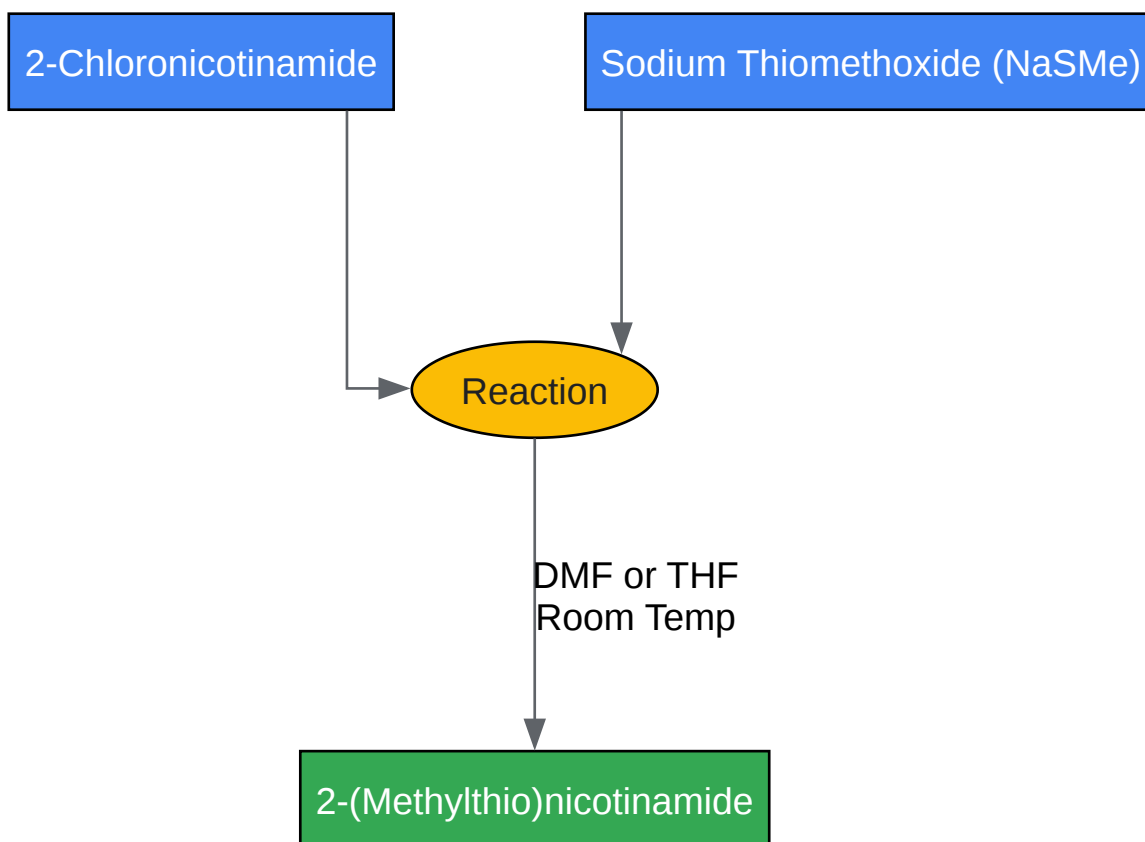 2-Chloronicotinamide
Sodium Thiomethoxide (NaSMe)
Reaction
DMF or THF
Room Temp
2-(Methylthio)nicotinamide